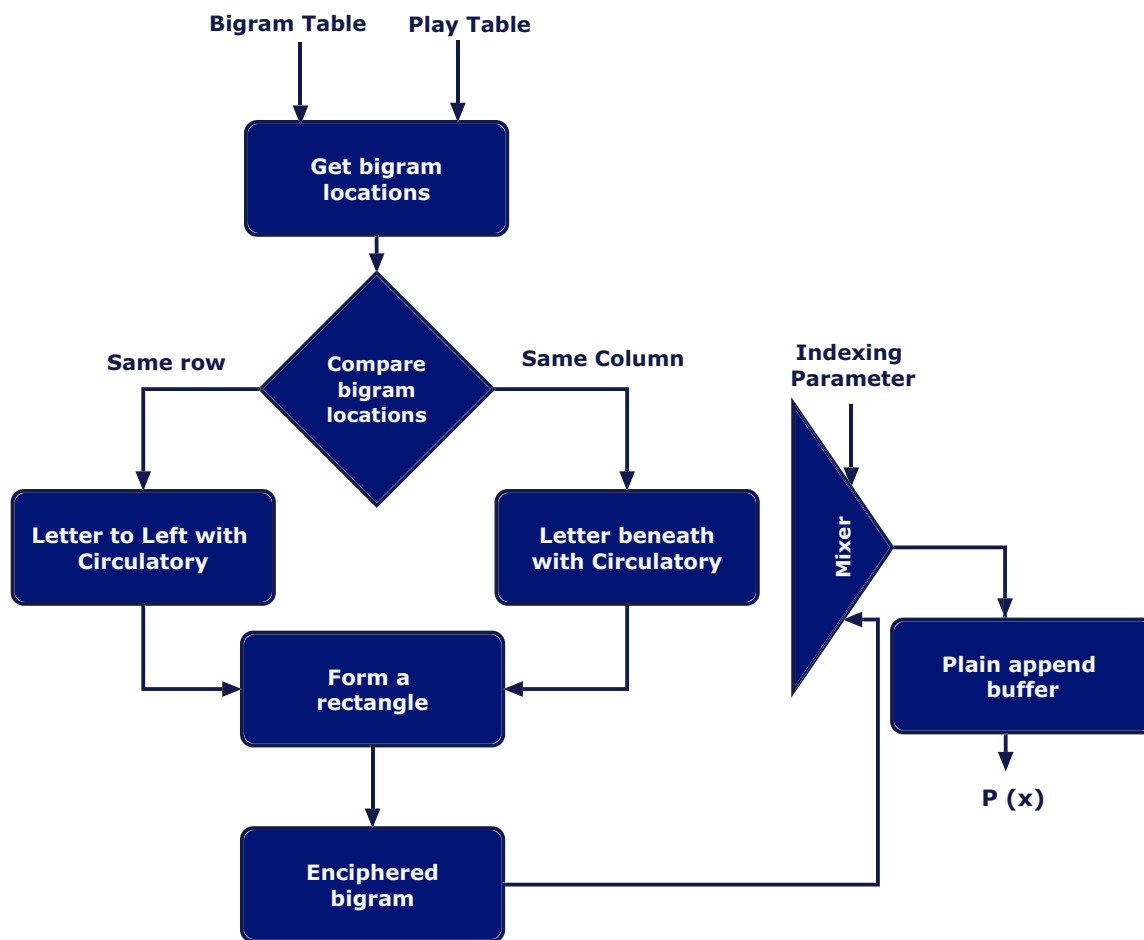 Bigram Table
Play Table
Get bigram
locations
Same row
Compare
bigram
locations
Same Column
Indexing
Parameter
Letter to Left with
Circulatory
Letter beneath
with Circulatory
Mixer
Form a
rectangle
Plain append
buffer
P (x)
Enciphered
bigram